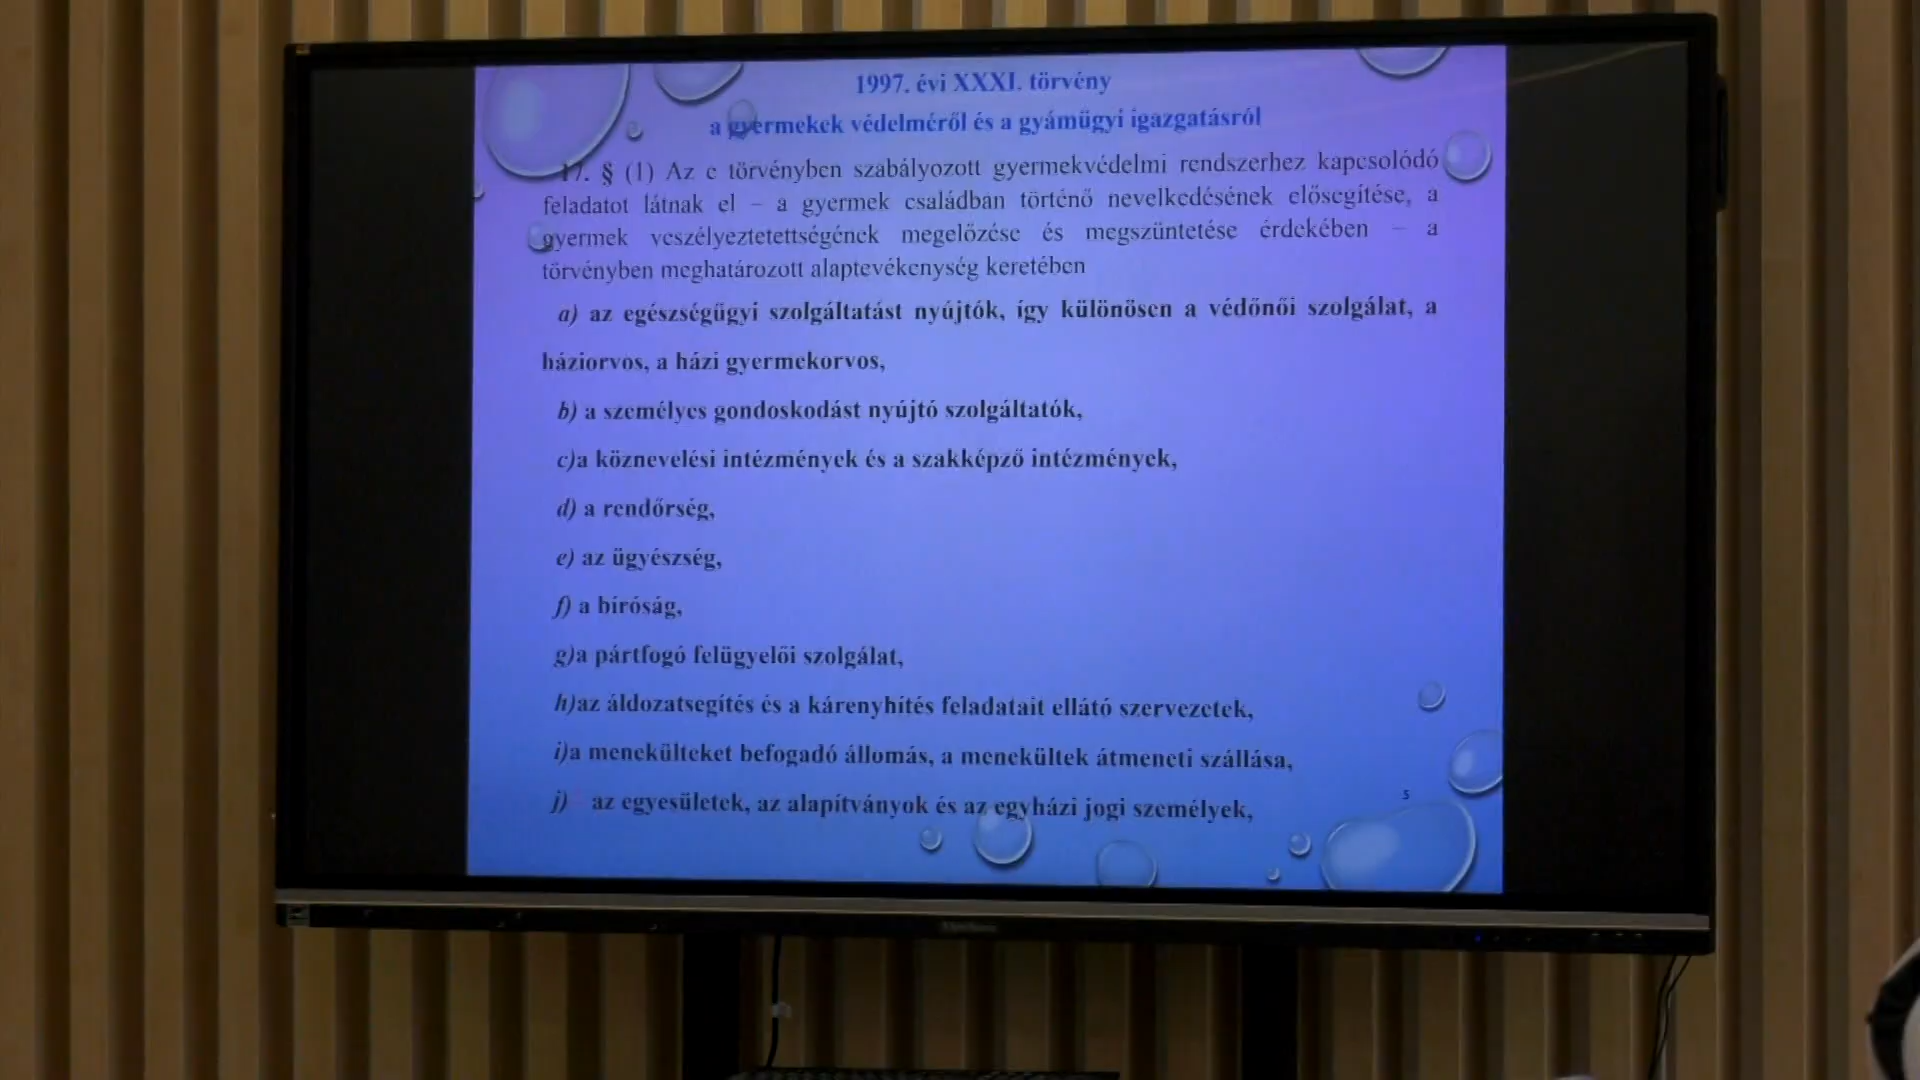 1997. évi XXXI. törvény
a gyermekek védelméről és a gyámügyi igazgatásról
17. § (1) Az e törvényben szabályozott gyermekvédelmi rendszerhez kapcsolódó
feladatot látnak el – a gyermek családban történő nevelkedésének elősegítése, a
gyermek veszélyeztetettségének megelőzése és megszüntetése érdekében – a
törvényben meghatározott alaptevékenység keretében
a) az egészségügyi szolgáltatást nyújtók, így különösen a védőnői szolgálat, a
háziorvos, a házi gyermekorvos,
b) a személyes gondoskodást nyújtó szolgáltatók,
c)a köznevelési intézmények és a szakképző intézmények,
d) a rendőrség,
e) az ügyészség,
f) a bíróság,
g)a pártfogó felügyelői szolgálat,
h)az áldozatsegítés és a kárenyhítés feladatait ellátó szervezetek,
i)a menekülteket befogadó állomás, a menekültek átmeneti szállása,
j) az egyesületek, az alapítványok és az egyházi jogi személyek,
5